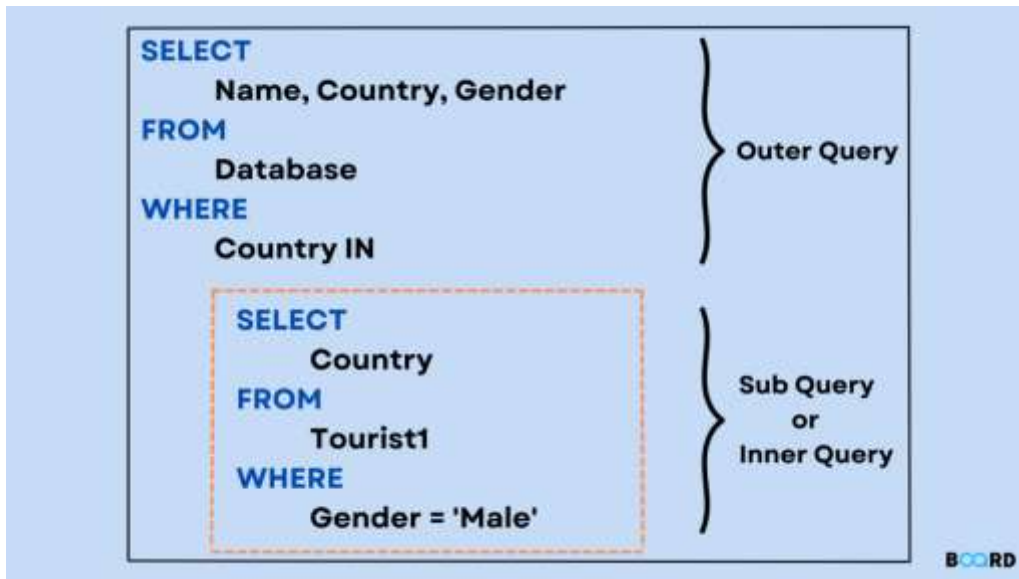 SELECT
Name, Country, Gender
FROM
Database
WHERE
Country IN
Outer Query
SELECT
Country
FROM
Tourist1
WHERE
Gender = 'Male'
Sub Query
or
Inner Query
BOARD